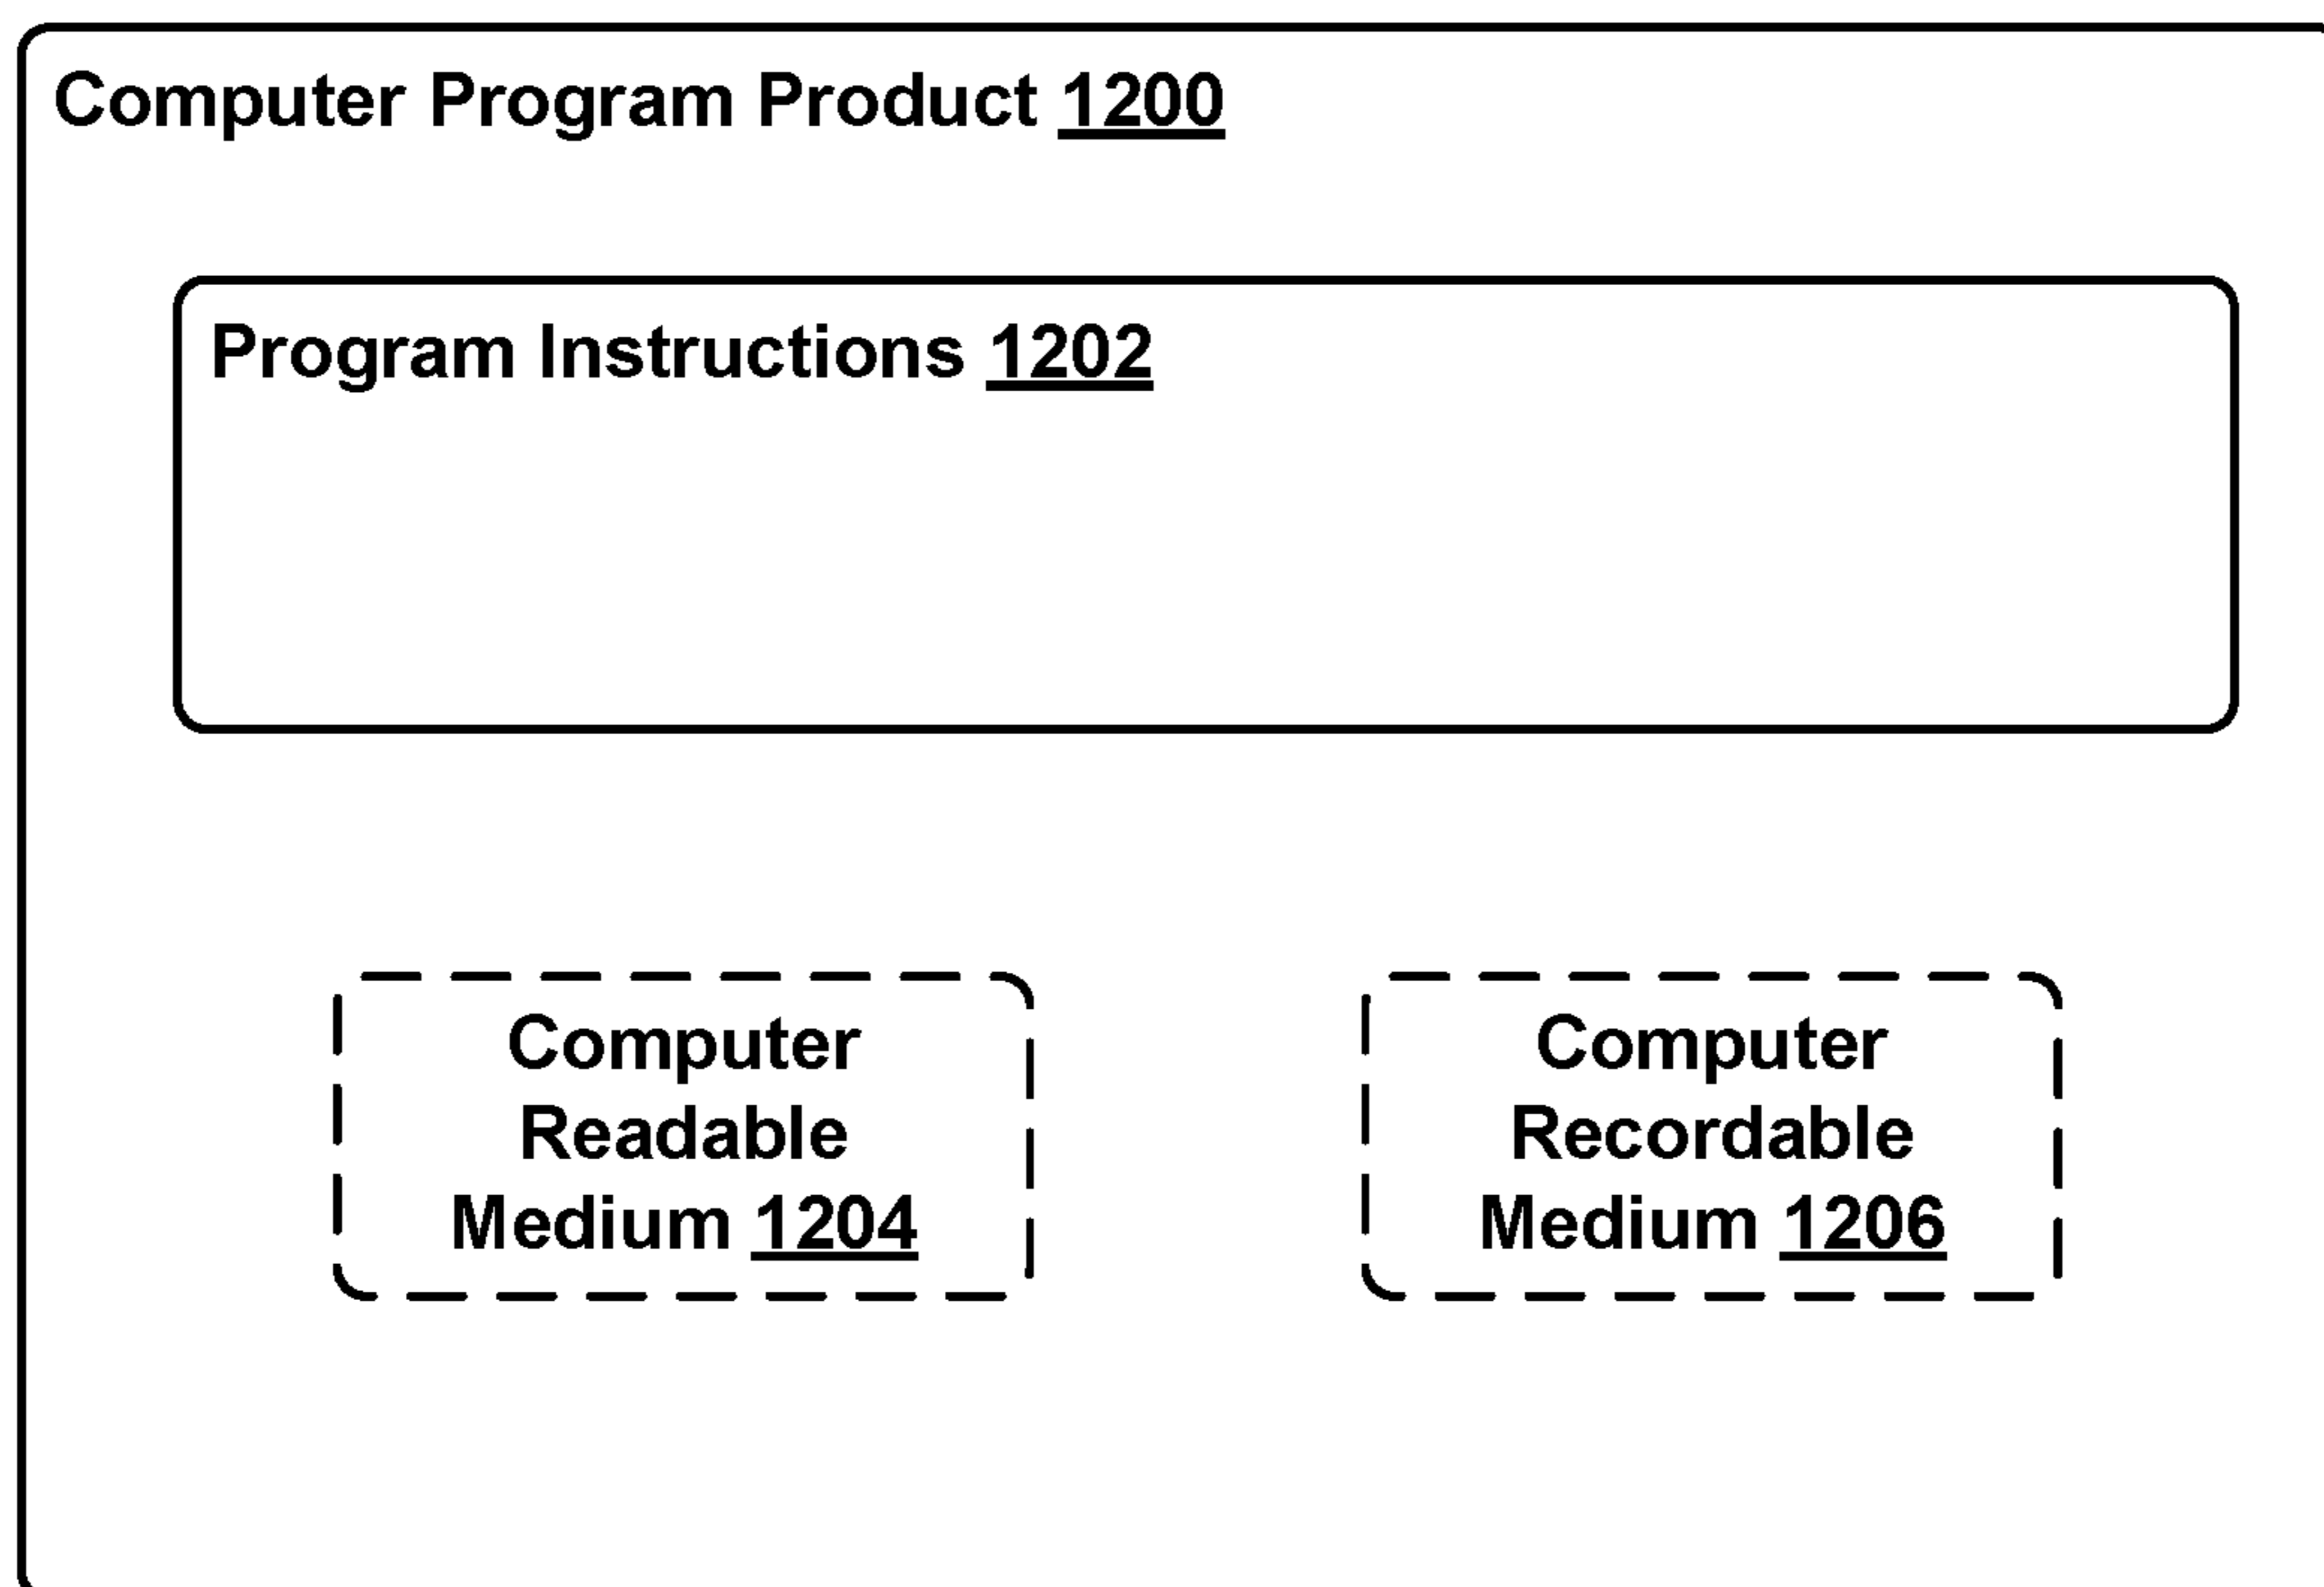 Computer Program Product 1200
Program Instructions 1202
Computer
Readable
Medium 1204
Computer
Recordable
Medium 1206